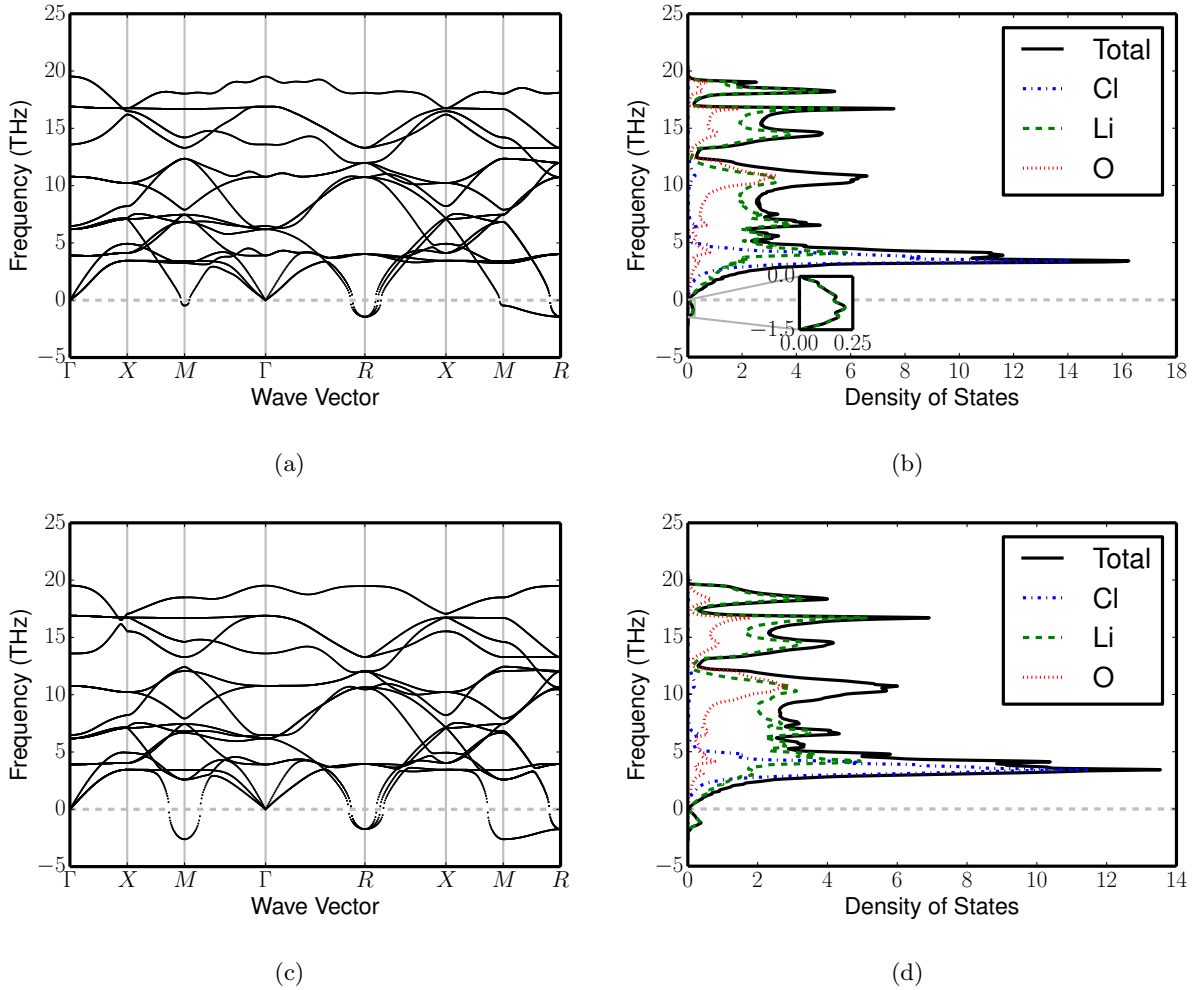 25
20
15
10
5
0
−5
Frequency (THz)
Γ X M Γ R X M R
Wave Vector
(a)
25
20
15
10
5
0
−5
Frequency (THz)
Total
Cl
Li
O
0.0
−1.5
0.00 0.25
0 2 4 6 8 10 12 14 16 18
Density of States
(b)
25
20
15
10
5
0
−5
Frequency (THz)
Γ X M Γ R X M R
Wave Vector
(c)
25
20
15
10
5
0
−5
Frequency (THz)
Total
Cl
Li
O
0 2 4 6 8 10 12 14
Density of States
(d)